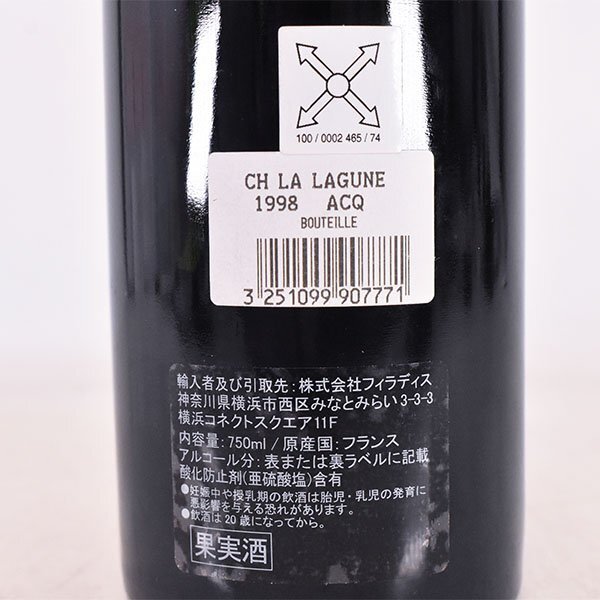 100 / 0002 465 / 74
CH LA LAGUNE
1998 ACQ
BOUTEILLE
3 251099 907771
輸入者及び引取先:株式会社フィラディス
神奈川県横浜市西区みなとみらい3-3-3
横浜コネクトスクエア11F
内容量:750ml / 原産国:フランス
アルコール分:表または裏ラベルに記載
酸化防止剤(亜硫酸塩)含有
●妊娠中や授乳期の飲酒は胎児・乳児の発育に
悪影響を与える恐れがあります。
●飲酒は20歳になってから。
果実酒